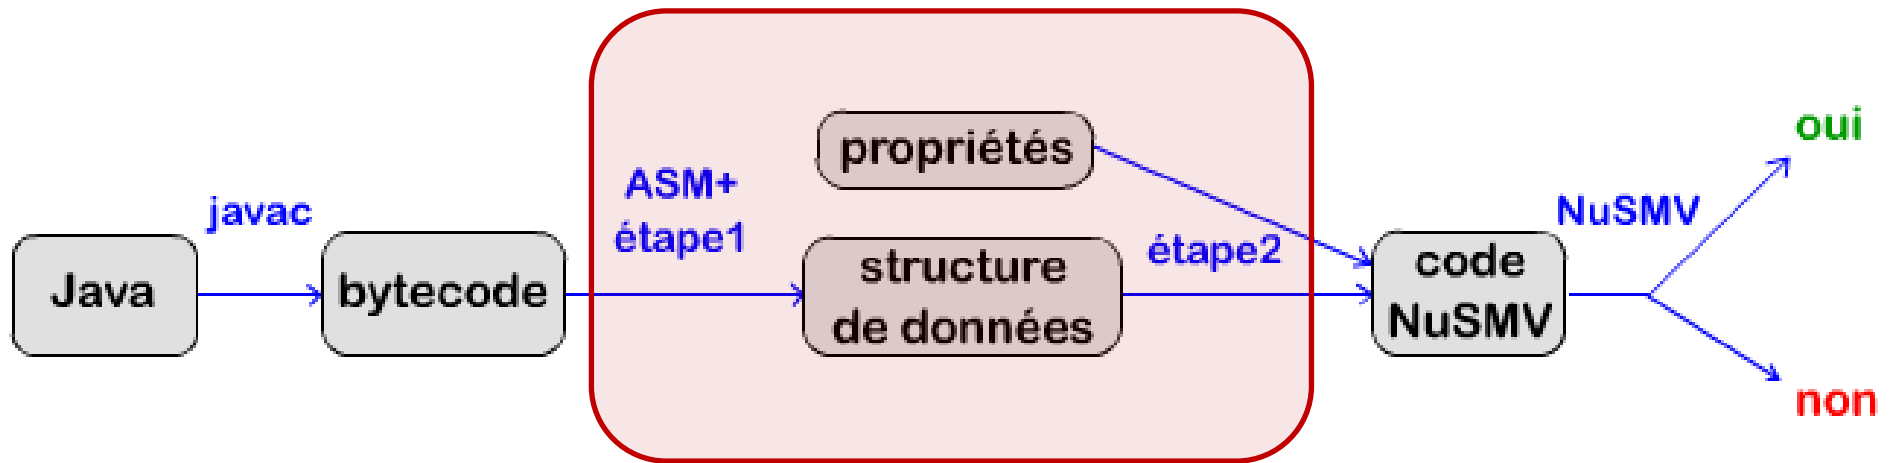 Java
javac
bytecode
ASM+
étape1
propriétés
structure
de données
étape2
code
NuSMV
NuSMV
oui
non